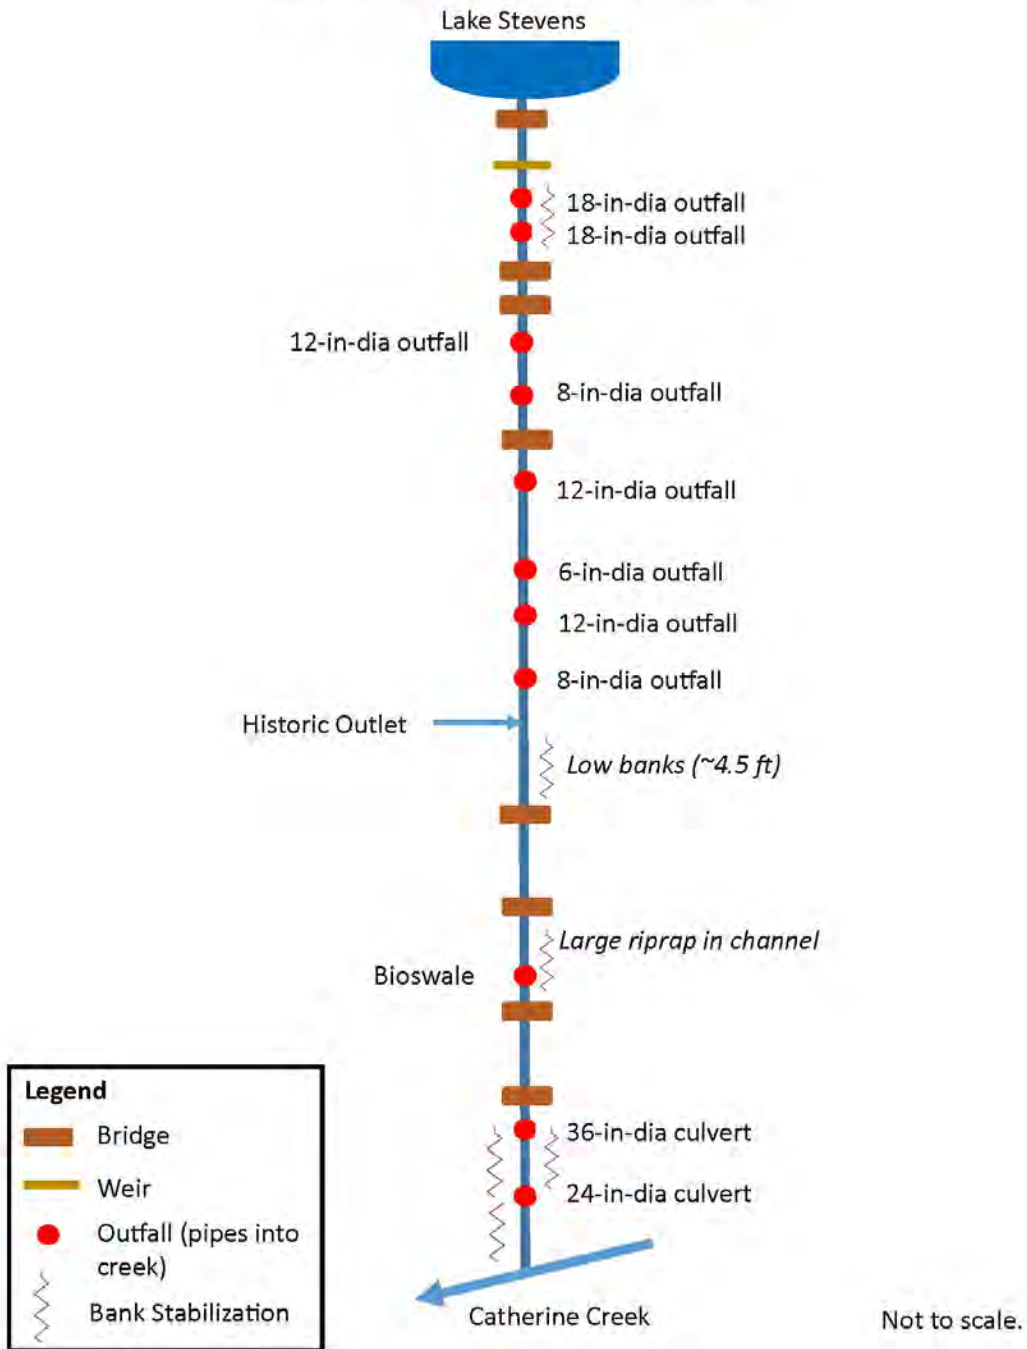 Lake Stevens
18-in-dia outfall
18-in-dia outfall
12-in-dia outfall
8-in-dia outfall
12-in-dia outfall
6-in-dia outfall
12-in-dia outfall
8-in-dia outfall
Historic Outlet
Low banks (~4.5 ft)
Large riprap in channel
Bioswale
36-in-dia culvert
24-in-dia culvert
Catherine Creek
Not to scale.
Legend
Bridge
Weir
Outfall (pipes into
creek)
Bank Stabilization